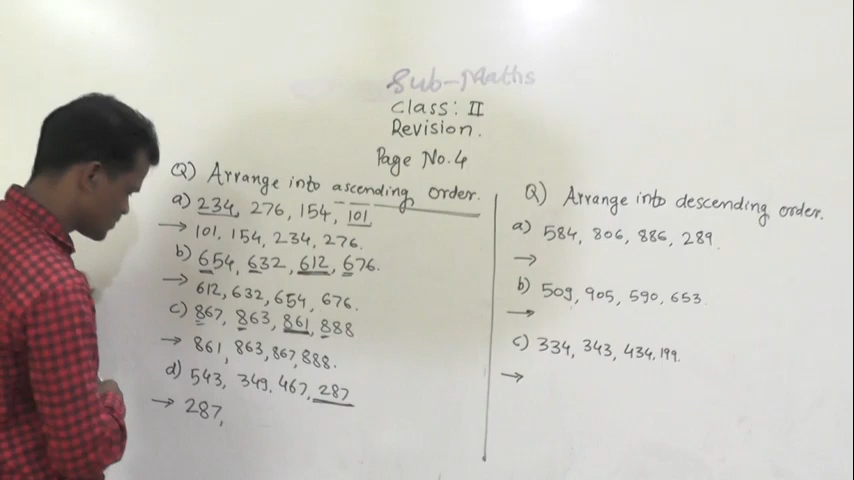 Sub-Maths
Class: II
Revision.
Page No.4
Q) Arrange into ascending order.
a) 234, 276, 154, 101
→ 101, 154, 234, 276.
b) 654, 632, 612, 676.
→ 612, 632, 654, 676.
c) 867, 863, 861, 888
→ 861, 863, 867, 888.
d) 543, 349, 467, 287
→ 287,
Q) Arrange into descending order.
a) 584, 806, 886, 289.
→
b) 509, 905, 590, 653.
→
c) 334, 343, 434, 199.
→